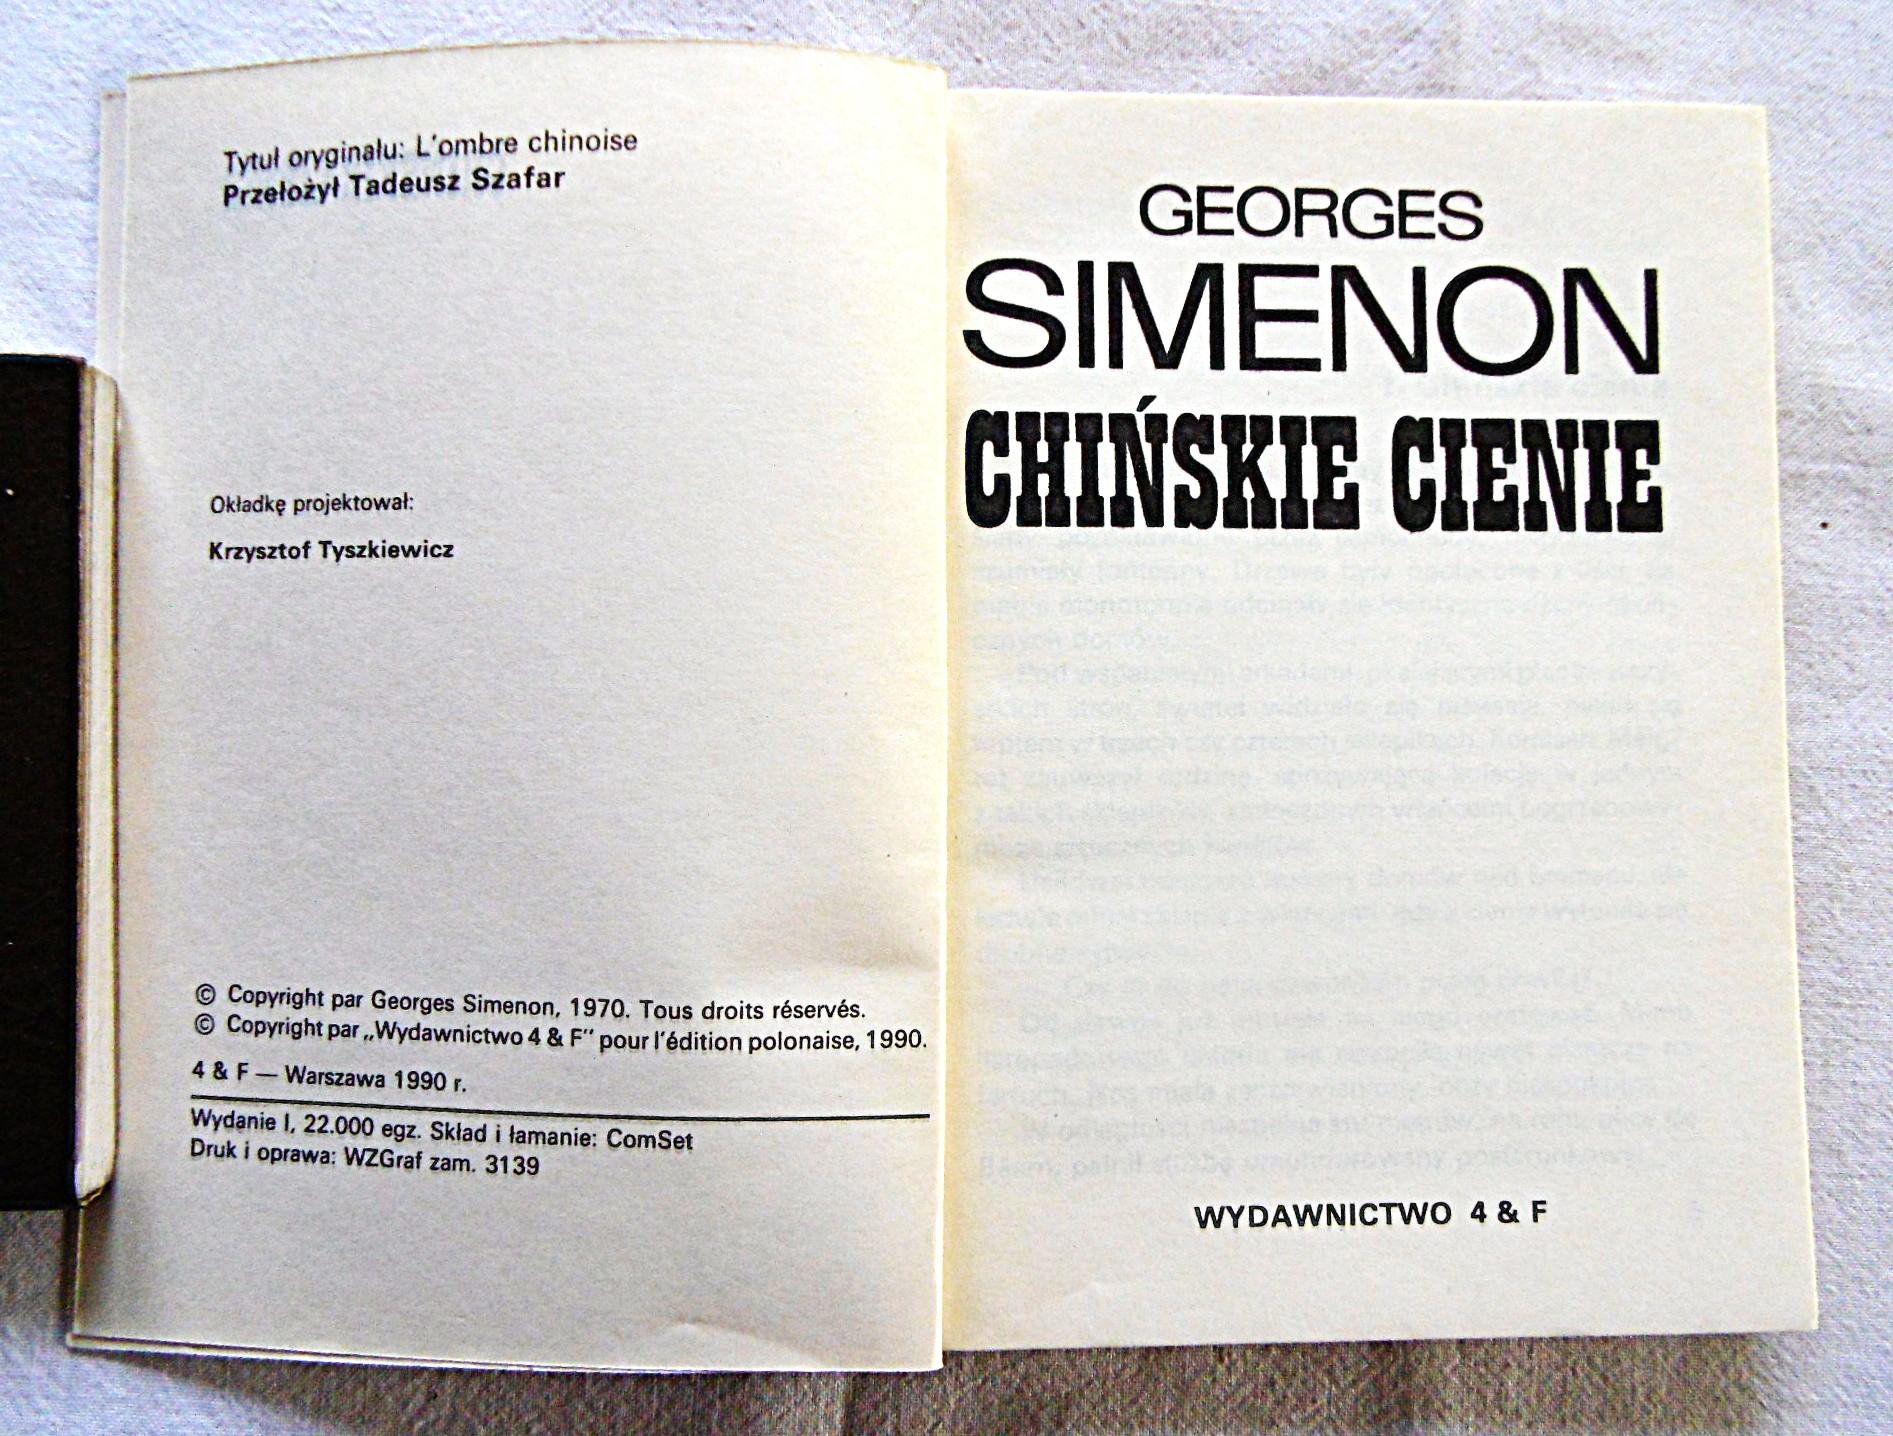 Tytuł oryginału: L'ombre chinoise
Przełożył Tadeusz Szafar
Okładkę projektował:
Krzysztof Tyszkiewicz
© Copyright par Georges Simenon, 1970. Tous droits réservés.
© Copyright par „Wydawnictwo 4 & F" pour l'édition polonaise, 1990.
4 & F — Warszawa 1990 r.
Wydanie I, 22.000 egz. Skład i łamanie: ComSet
Druk i oprawa: WZGraf zam. 3139
GEORGES
SIMENON
CHIŃSKIE CIENIE
WYDAWNICTWO 4 & F